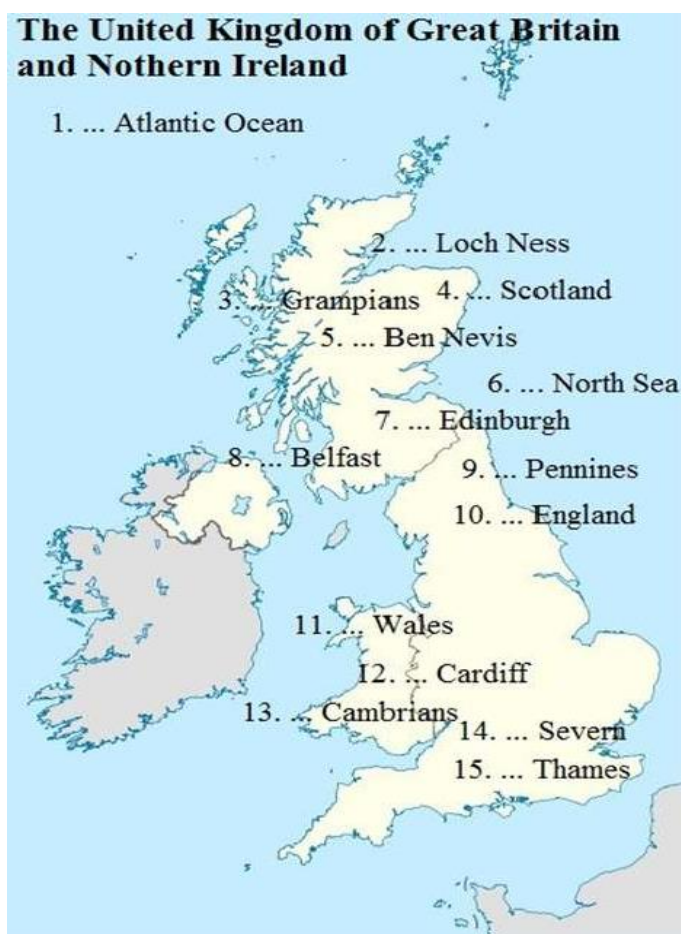 The United Kingdom of Great Britain
and Nothern Ireland
1. ... Atlantic Ocean
2. ... Loch Ness
3. ... Grampians
4. ... Scotland
5. ... Ben Nevis
6. ... North Sea
7. ... Edinburgh
8. ... Belfast
9. ... Pennines
10. ... England
11. ... Wales
12. ... Cardiff
13. ... Cambrians
14. ... Severn
15. ... Thames